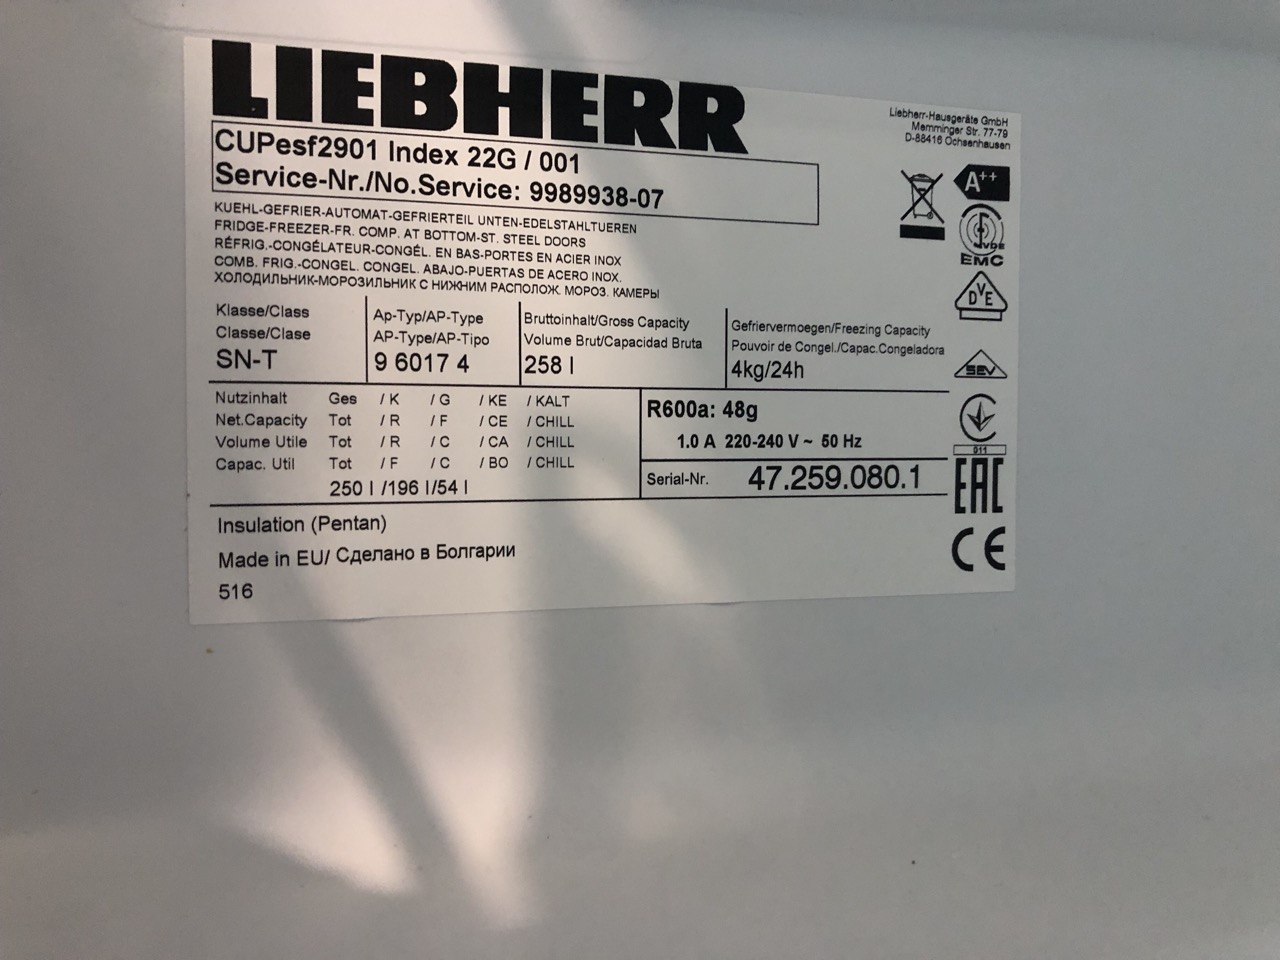 LIEBHERR
Liebherr-Hausgeräte GmbH
Memminger Str. 77-79
D-88416 Ochsenhausen
CUPesf2901 Index 22G / 001
Service-Nr./No.Service: 9989938-07
A++
KUEHL-GEFRIER-AUTOMAT-GEFRIERTEIL UNTEN-EDELSTAHLTUEREN
FRIDGE-FREEZER-FR. COMP. AT BOTTOM-ST. STEEL DOORS
RÉFRIG.-CONGÉLATEUR-CONGÉL. EN BAS-PORTES EN ACIER INOX
COMB. FRIG.-CONGEL. CONGEL. ABAJO-PUERTAS DE ACERO INOX.
ХОЛОДИЛЬНИК-МОРОЗИЛЬНИК С НИЖНИМ РАСПОЛОЖ. МОРОЗ. КАМЕРЫ
VDE
EMC
DVE
Klasse/Class
Classe/Clase
SN-T
Ap-Typ/AP-Type
AP-Type/AP-Tipo
9 6017 4
Bruttoinhalt/Gross Capacity
Volume Brut/Capacidad Bruta
258 l
Gefriervermoegen/Freezing Capacity
Pouvoir de Congel./Capac.Congeladora
4kg/24h
SEV
Nutzinhalt Ges / K / G / KE / KALT
Net.Capacity Tot / R / F / CE / CHILL
Volume Utile Tot / R / C / CA / CHILL
Capac. Util Tot / F / C / BO / CHILL
250 l /196 l/54 l
R600a: 48g
1.0 A 220-240 V ~ 50 Hz
Serial-Nr. 47.259.080.1
011
EAC
CE
Insulation (Pentan)
Made in EU/ Сделано в Болгарии
516